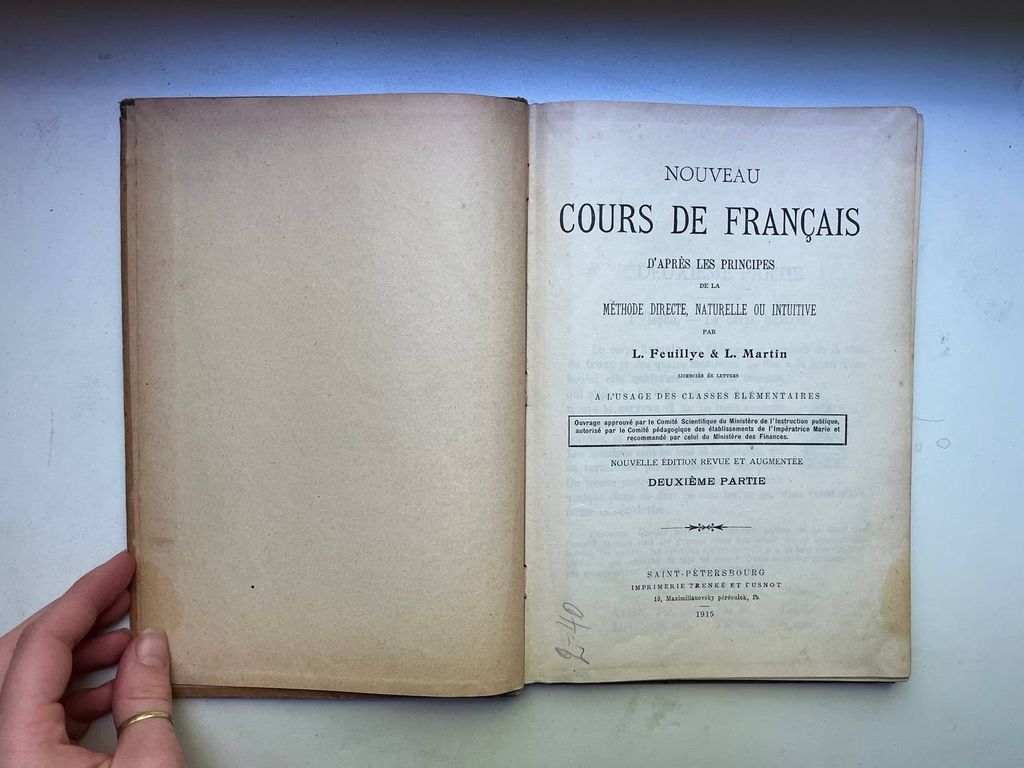 NOUVEAU
COURS DE FRANÇAIS
D'APRÈS LES PRINCIPES
DE LA
MÉTHODE DIRECTE, NATURELLE OU INTUITIVE
PAR
L. Feuillye & L. Martin
LICENCIÉS ÈS LETTRES
A L'USAGE DES CLASSES ÉLÉMENTAIRES
Ouvrage approuvé par le Comité Scientifique du Ministère de l'Instruction publique,
autorisé par le Comité pédagogique des établissements de l'Impératrice Marie et
recommandé par celui du Ministère des Finances.
NOUVELLE ÉDITION REVUE ET AUGMENTÉE
DEUXIÈME PARTIE
SAINT-PÉTERSBOURG
IMPRIMERIE TRENKÉ ET FUSNOT
13, Maximilianovsky péréoulok, 13
1915
2-40